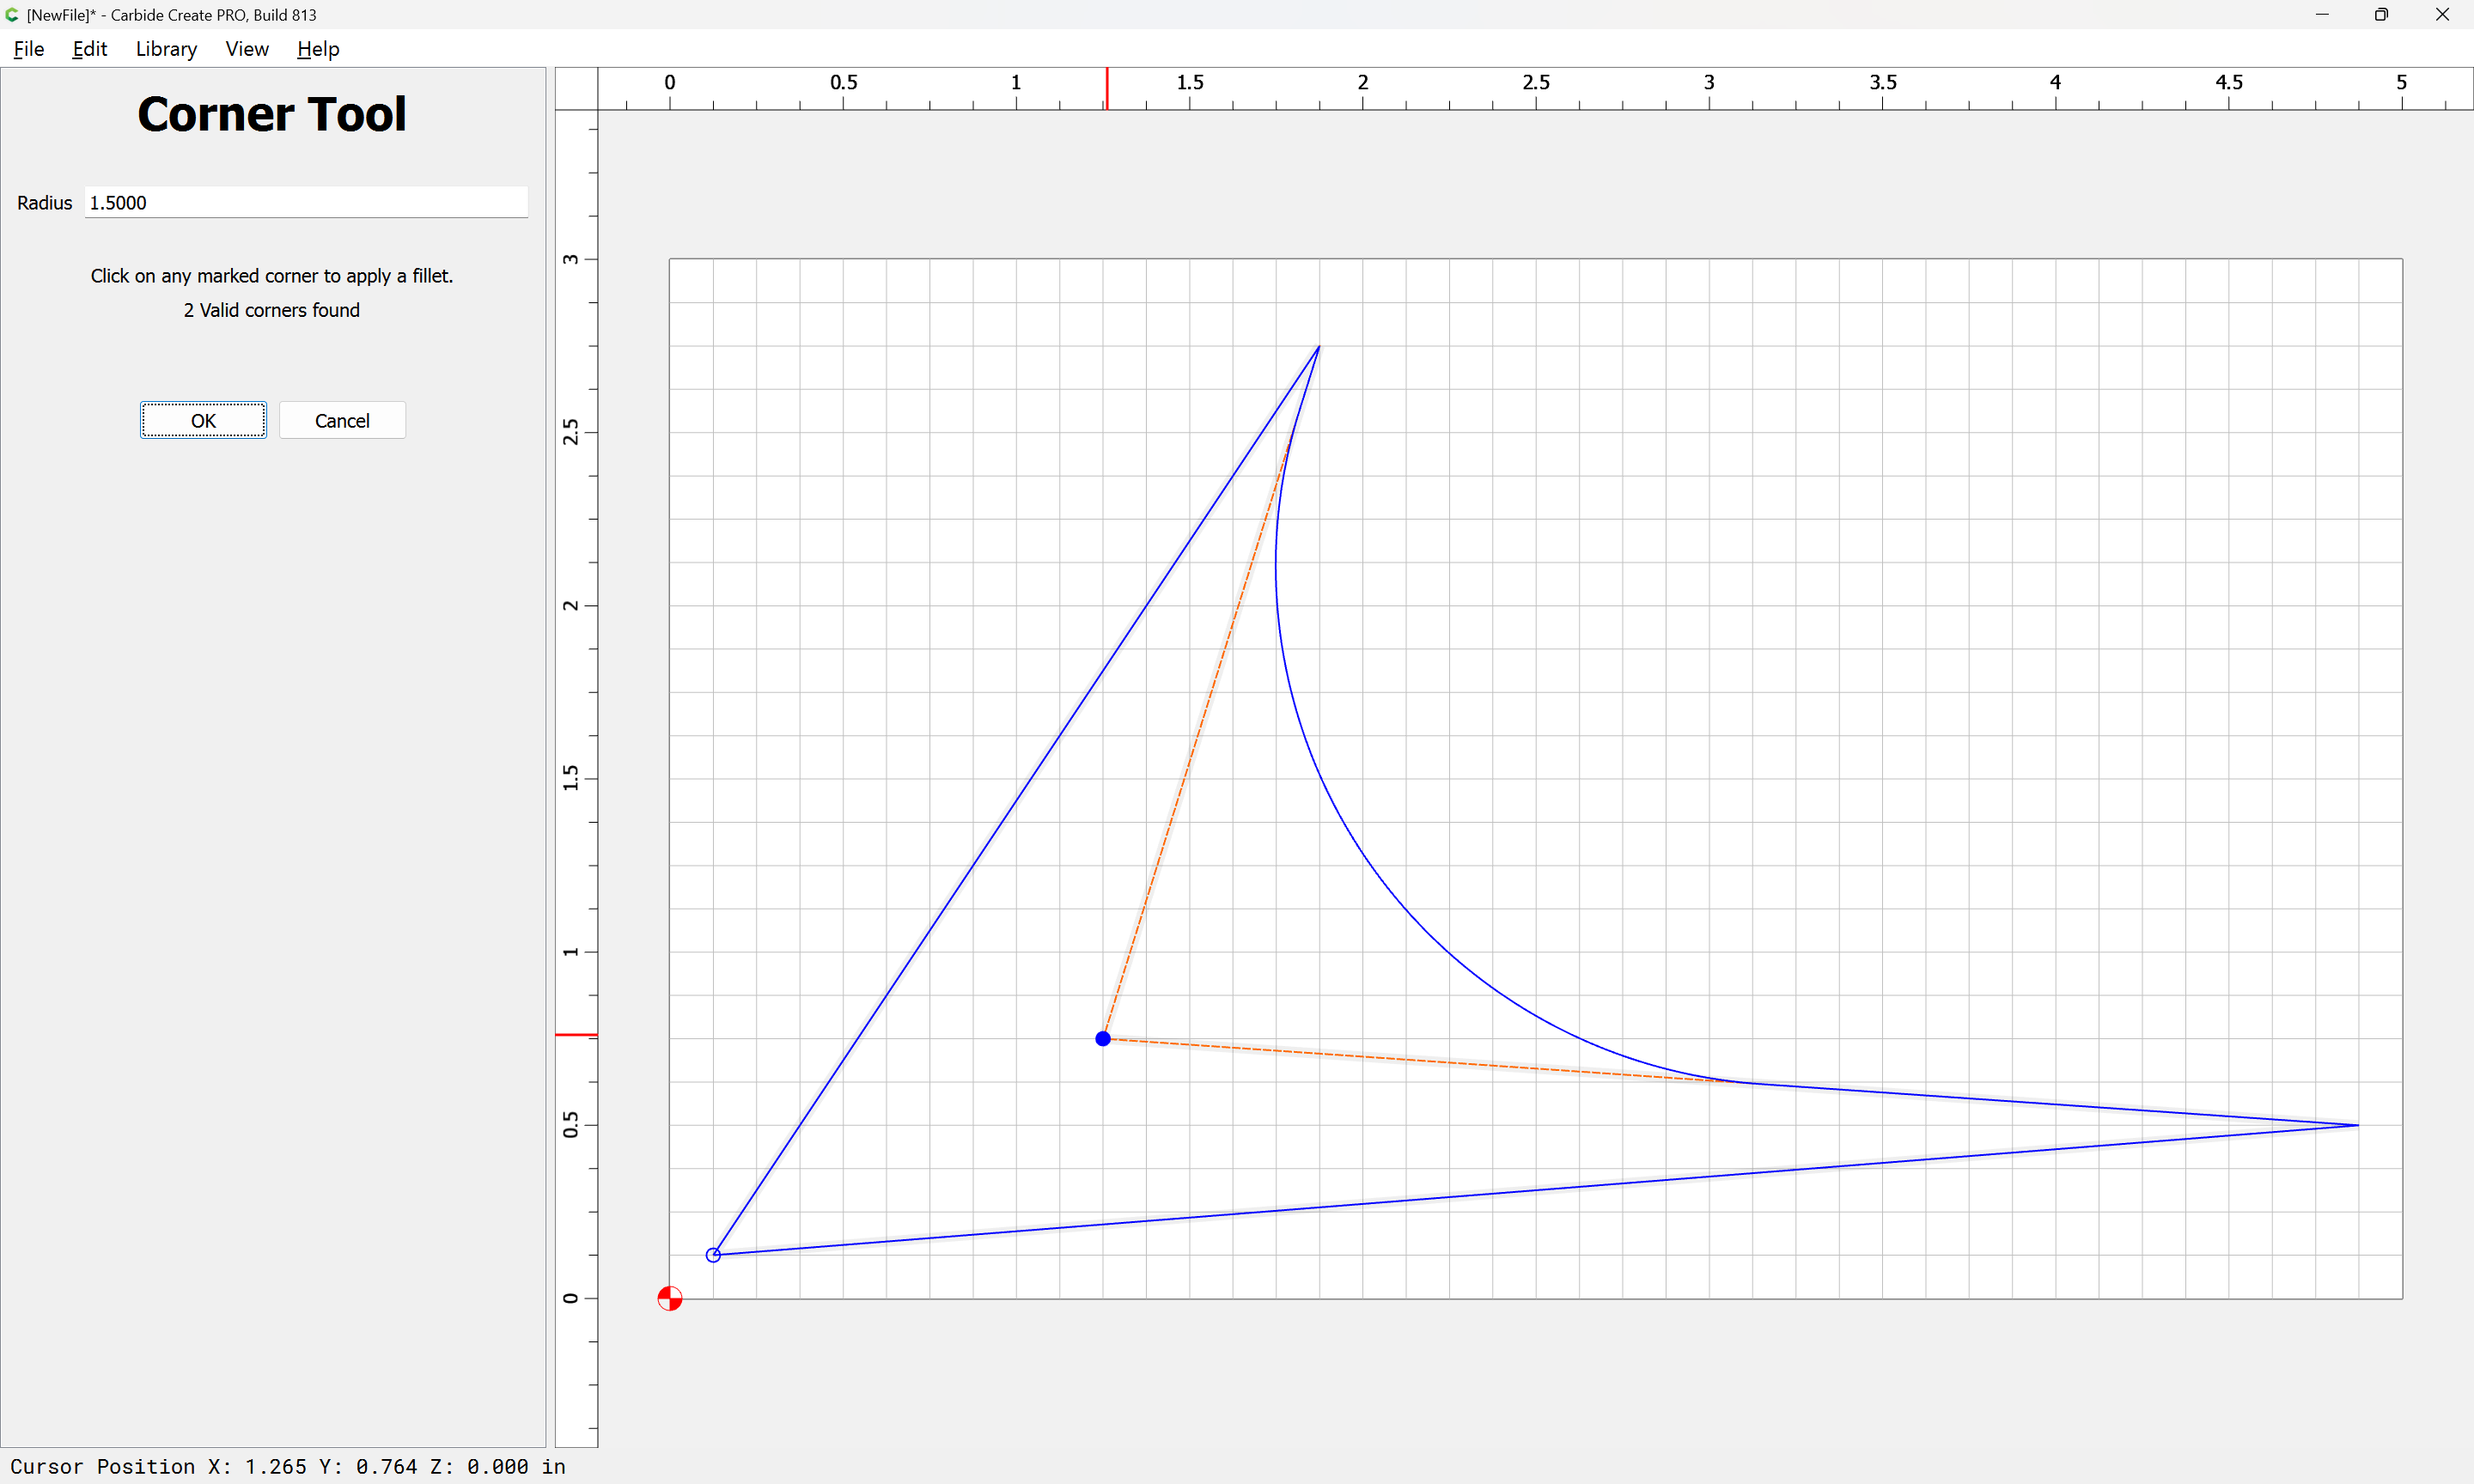 [NewFile]* - Carbide Create PRO, Build 813
File Edit Library View Help
Corner Tool
Radius 1.5000
Click on any marked corner to apply a fillet.
2 Valid corners found
OK Cancel
0 0.5 1 1.5 2 2.5 3 3.5 4 4.5 5
3
2.5
2
1.5
1
0.5
0
Cursor Position X: 1.265 Y: 0.764 Z: 0.000 in